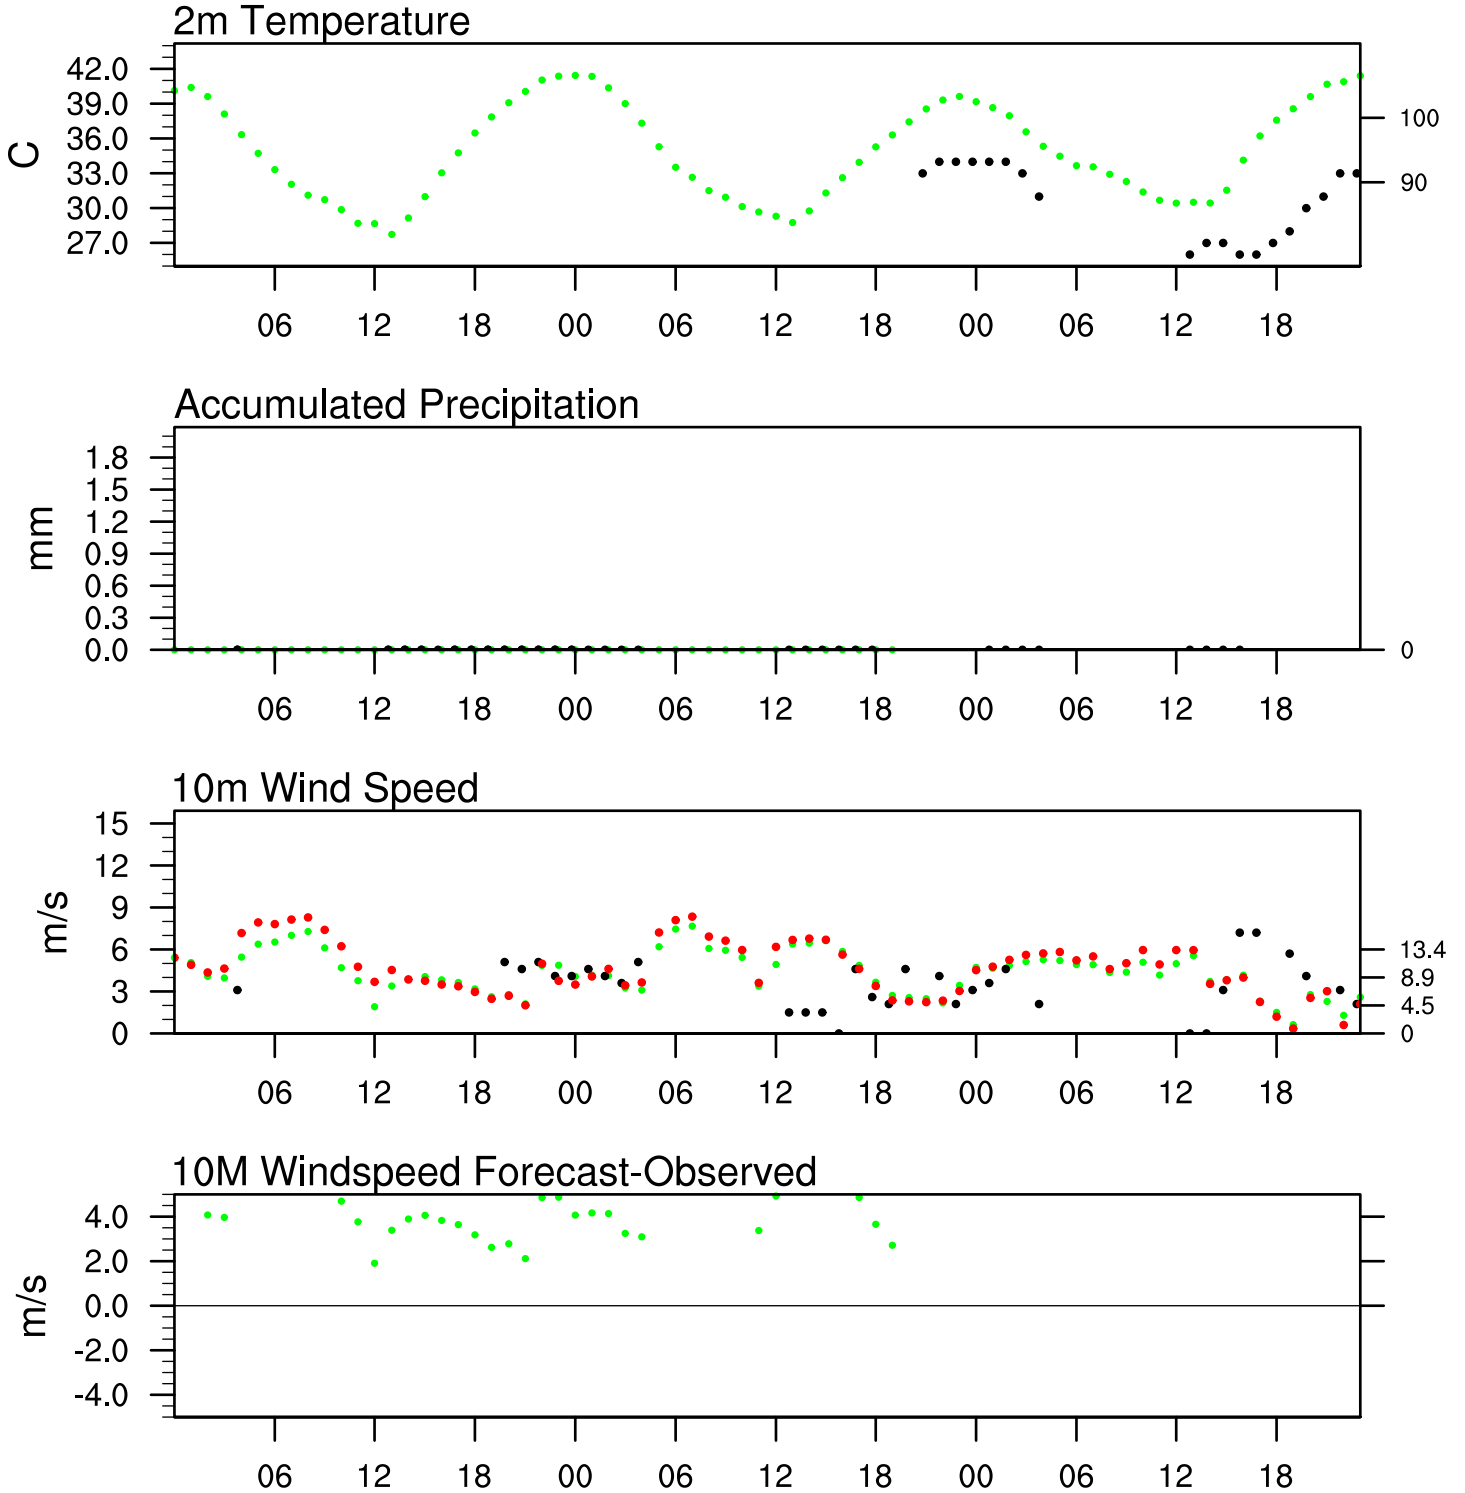 2m Temperature
42.0
39.0
36.0
33.0
30.0
27.0
C
100
90
06 12 18 00 06 12 18 00 06 12 18
Accumulated Precipitation
1.8
1.5
1.2
0.9
0.6
0.3
0.0
mm
0
06 12 18 00 06 12 18 00 06 12 18
10m Wind Speed
15
12
9
6
3
0
m/s
13.4
8.9
4.5
0
06 12 18 00 06 12 18 00 06 12 18
10M Windspeed Forecast-Observed
4.0
2.0
0.0
-2.0
-4.0
m/s
06 12 18 00 06 12 18 00 06 12 18